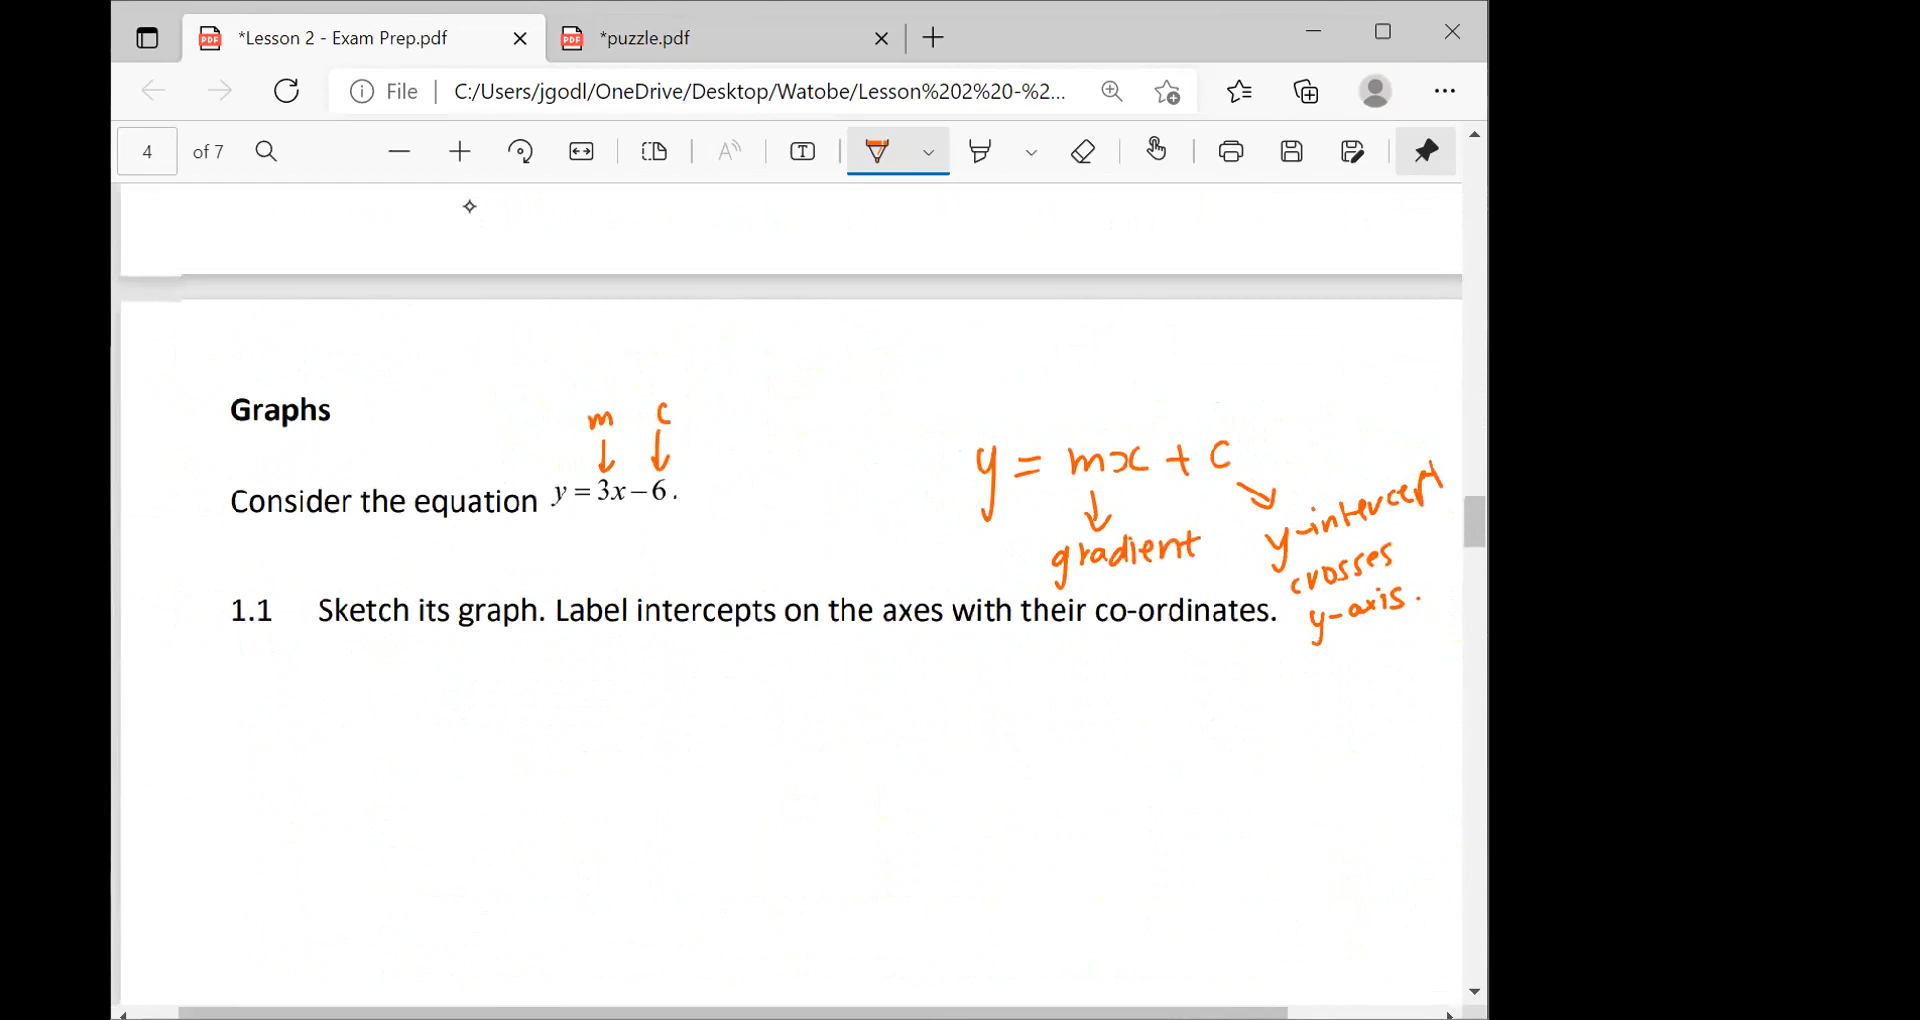 *Lesson 2 - Exam Prep.pdf
*puzzle.pdf
File
C:/Users/jgodl/OneDrive/Desktop/Watobe/Lesson%202%20-%2...
4 of 7
Graphs
m c
Consider the equation y = 3x – 6.
y = mx + c
gradient
y-intercept
crosses
y-axis.
1.1 Sketch its graph. Label intercepts on the axes with their co-ordinates.